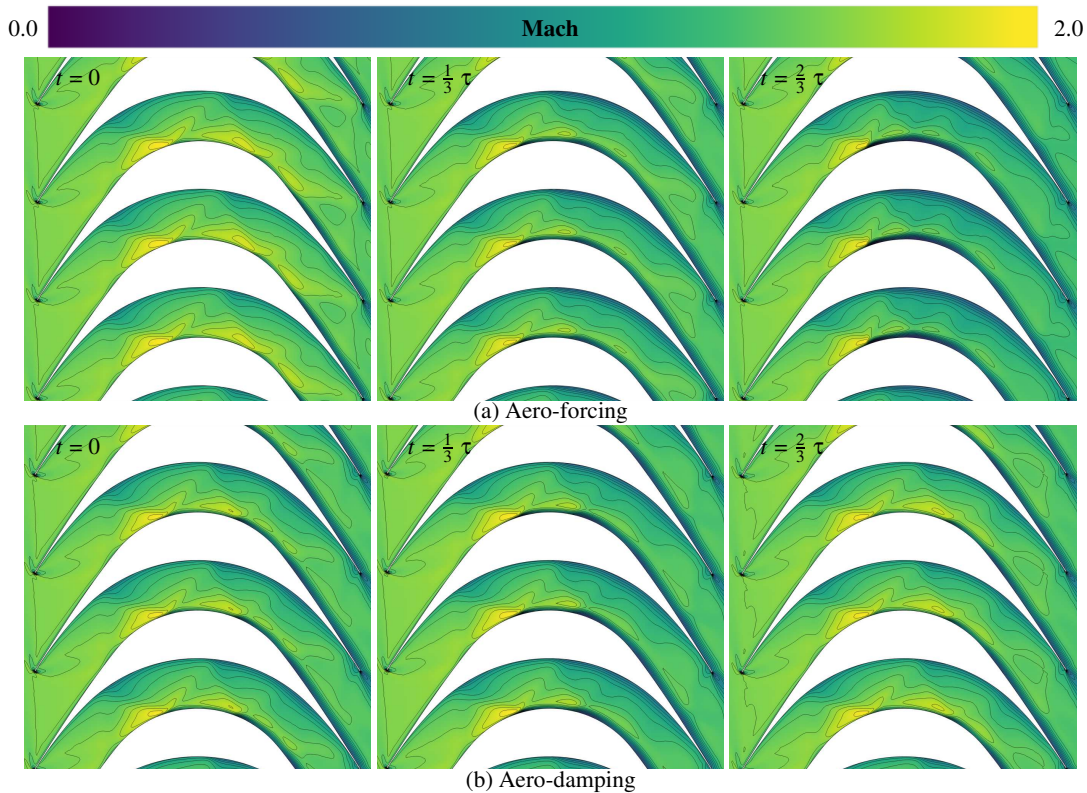 0.0 Mach 2.0
t = 0 t = 1/3 τ t = 2/3 τ
(a) Aero-forcing
t = 0 t = 1/3 τ t = 2/3 τ
(b) Aero-damping